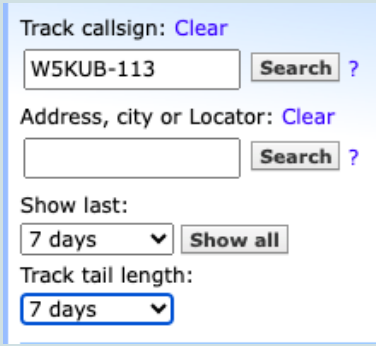 Track callsign: Clear
W5KUB-113 Search ?
Address, city or Locator: Clear
Search ?
Show last:
7 days Show all
Track tail length:
7 days